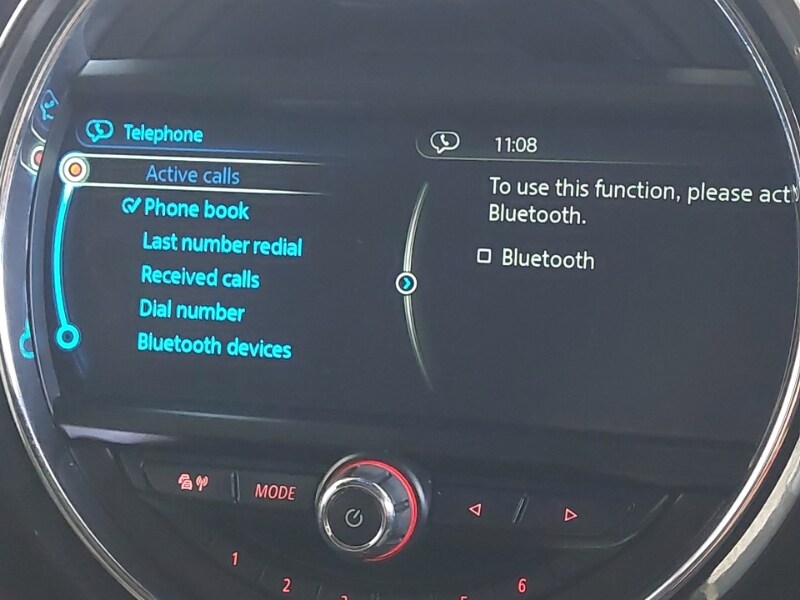 Telephone
Active calls
Phone book
Last number redial
Received calls
Dial number
Bluetooth devices
11:08
To use this function, please act
Bluetooth.
Bluetooth
MODE
1
2
6